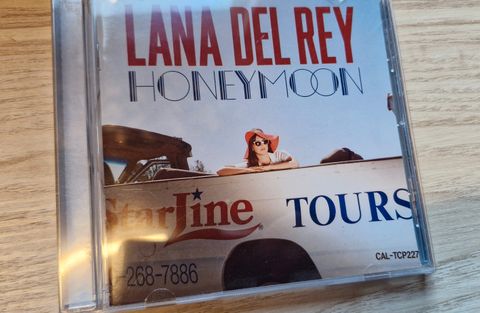 LANA DEL REY
HONEYMOON
StarLine TOURS
-268-7886
CAL-TCP227